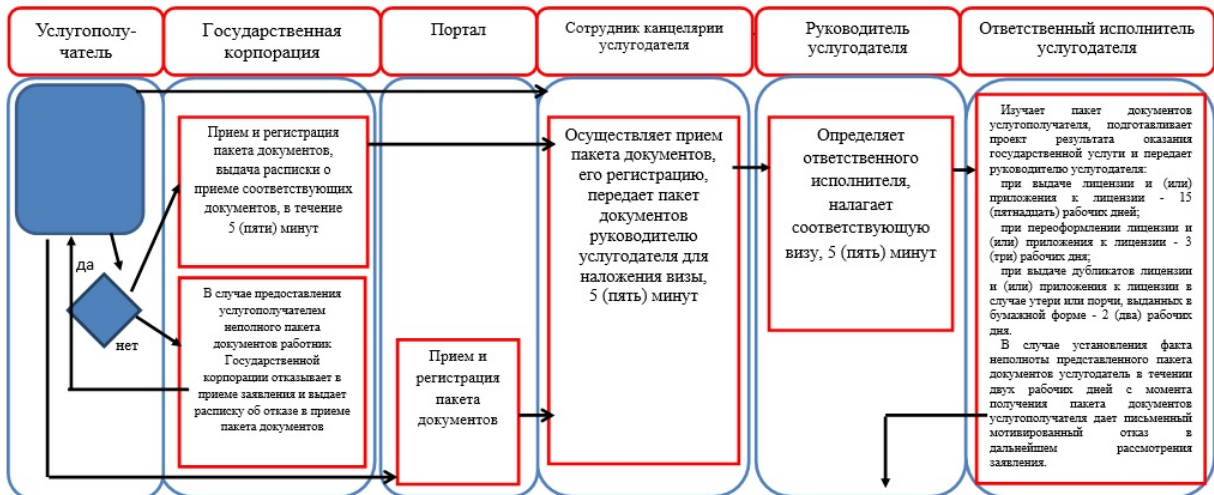 Услугополу-
чатель
Государственная
корпорация
Портал
Сотрудник канцелярии
услугодателя
Руководитель
услугодателя
Ответственный исполнитель
услугодателя
да
нет
Прием и регистрация
пакета документов,
выдача расписки о
приеме соответствующих
документов, в течение
5 (пяти) минут
В случае предоставления
услугополучателем
неполного пакета
документов работник
Государственной
корпорации отказывает в
приеме заявления и выдает
расписку об отказе в приеме
пакета документов
Прием и
регистрация
пакета
документов
Осуществляет прием
пакета документов,
его регистрацию,
передает пакет
документов
руководителю
услугодателя для
наложения визы,
5 (пять) минут
Определяет
ответственного
исполнителя,
налагает
соответствующую
визу, 5 (пять) минут
Изучает пакет документов
услугополучателя, подготавливает
проект результата оказания
государственной услуги и передает
руководителю услугодателя:
при выдаче лицензии и (или)
приложения к лицензии - 15
(пятнадцать) рабочих дней;
при переоформлении лицензии и
(или) приложения к лицензии - 3
(три) рабочих дня;
при выдаче дубликатов лицензии
и (или) приложения к лицензии в
случае утери или порчи, выданных в
бумажной форме - 2 (два) рабочих
дня.
В случае установления факта
неполноты представленного пакета
документов услугодатель в течении
двух рабочих дней с момента
получения пакета документов
услугополучателя дает письменный
мотивированный отказ в
дальнейшем рассмотрения
заявления.